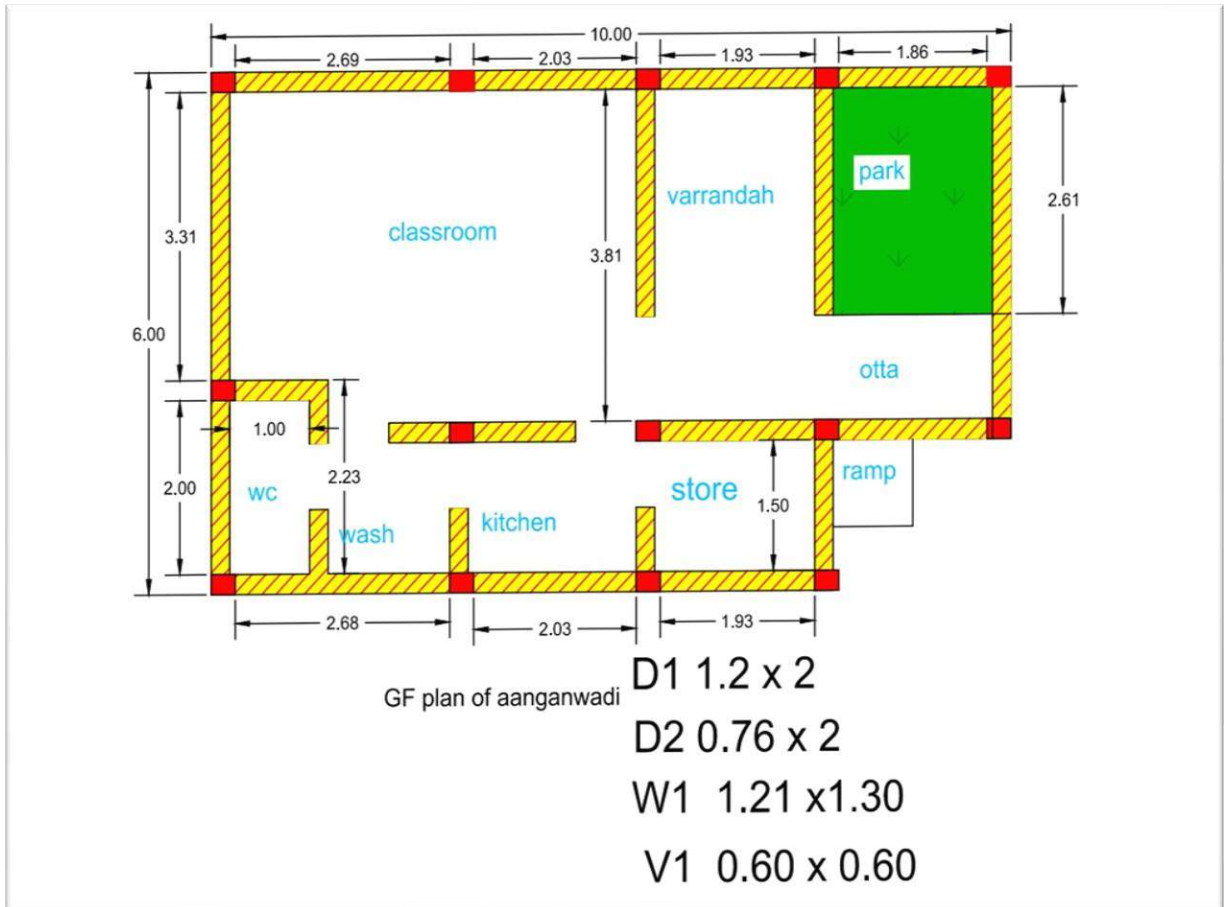 10.00
2.69
2.03
1.93
1.86
park
varrandah
2.61
classroom
3.31
3.81
6.00
otta
1.00
2.23
ramp
2.00
wc
store
1.50
kitchen
wash
2.68
2.03
1.93
GF plan of aanganwadi
D1 1.2 x 2
D2 0.76 x 2
W1 1.21 x1.30
V1 0.60 x 0.60